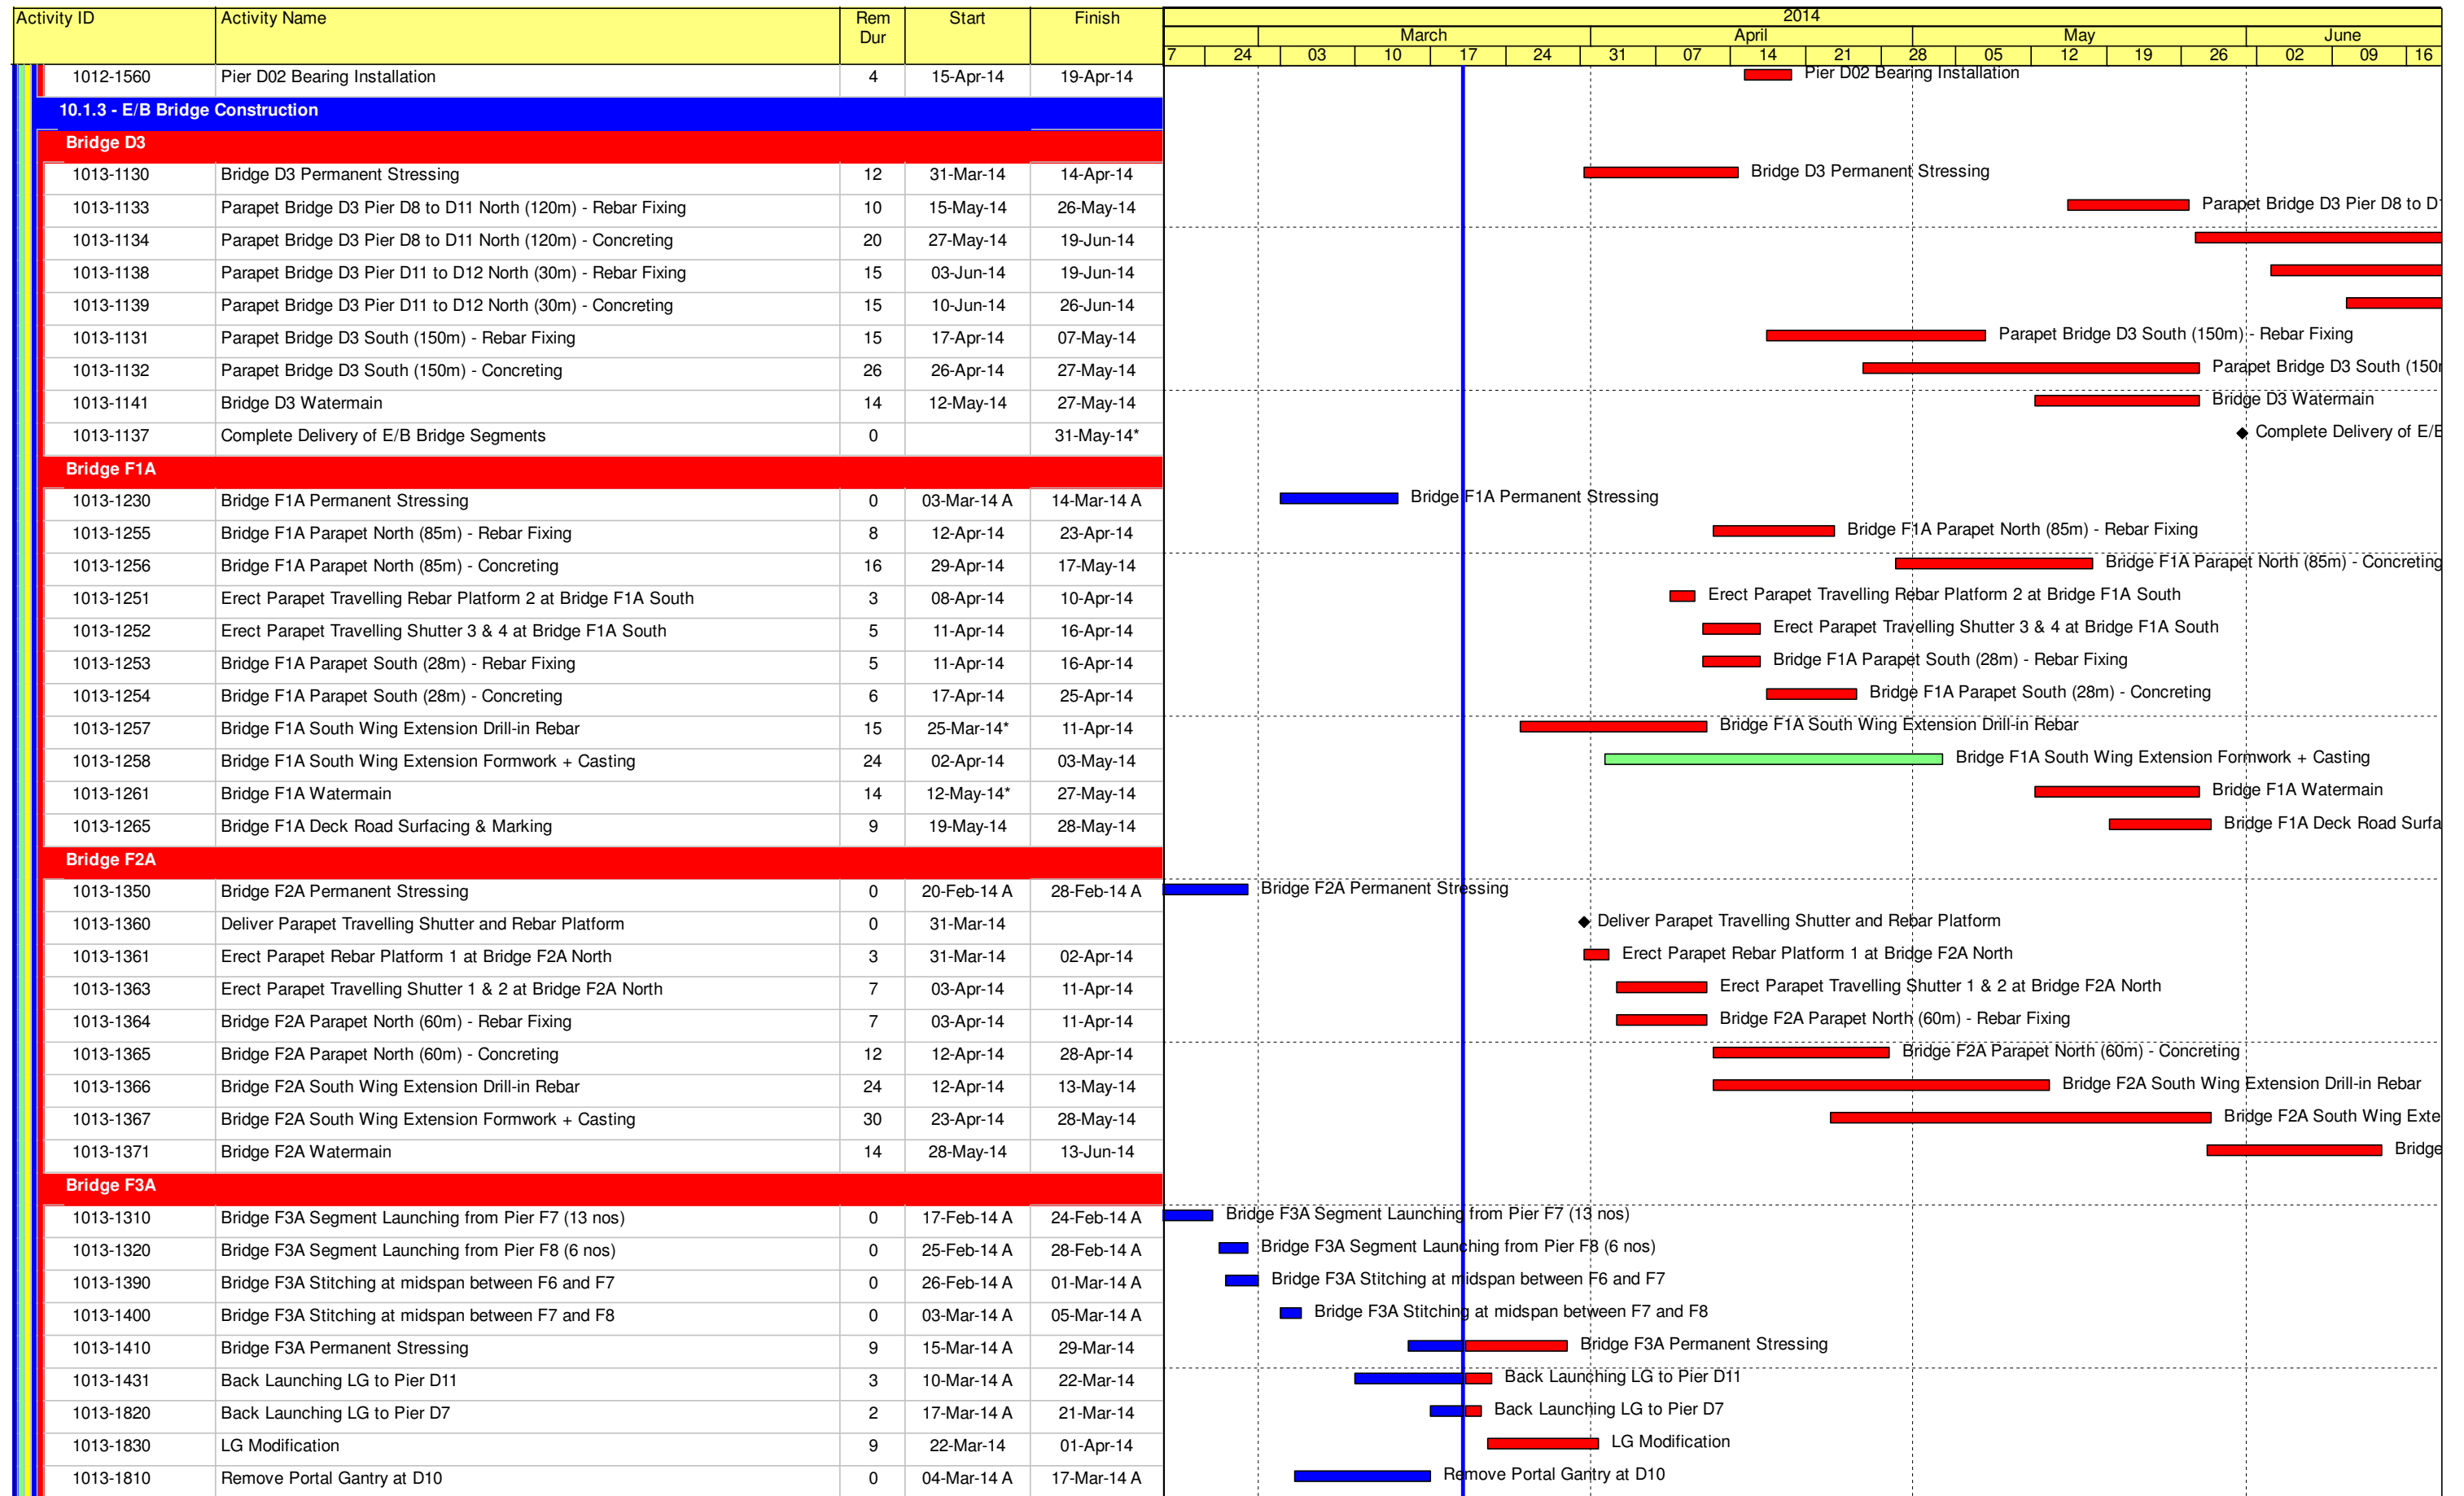 Activity ID Activity Name Rem Dur Start Finish 2014
March April May June
7 24 03 10 17 24 31 07 14 21 28 05 12 19 26 02 09 16
1012-1560 Pier D02 Bearing Installation 4 15-Apr-14 19-Apr-14 Pier D02 Bearing Installation
10.1.3 - E/B Bridge Construction
Bridge D3
1013-1130 Bridge D3 Permanent Stressing 12 31-Mar-14 14-Apr-14 Bridge D3 Permanent Stressing
1013-1133 Parapet Bridge D3 Pier D8 to D11 North (120m) - Rebar Fixing 10 15-May-14 26-May-14 Parapet Bridge D3 Pier D8 to D1
1013-1134 Parapet Bridge D3 Pier D8 to D11 North (120m) - Concreting 20 27-May-14 19-Jun-14
1013-1138 Parapet Bridge D3 Pier D11 to D12 North (30m) - Rebar Fixing 15 03-Jun-14 19-Jun-14
1013-1139 Parapet Bridge D3 Pier D11 to D12 North (30m) - Concreting 15 10-Jun-14 26-Jun-14
1013-1131 Parapet Bridge D3 South (150m) - Rebar Fixing 15 17-Apr-14 07-May-14 Parapet Bridge D3 South (150m) - Rebar Fixing
1013-1132 Parapet Bridge D3 South (150m) - Concreting 26 26-Apr-14 27-May-14 Parapet Bridge D3 South (150m
1013-1141 Bridge D3 Watermain 14 12-May-14 27-May-14 Bridge D3 Watermain
1013-1137 Complete Delivery of E/B Bridge Segments 0 31-May-14* Complete Delivery of E/B
Bridge F1A
1013-1230 Bridge F1A Permanent Stressing 0 03-Mar-14 A 14-Mar-14 A Bridge F1A Permanent Stressing
1013-1255 Bridge F1A Parapet North (85m) - Rebar Fixing 8 12-Apr-14 23-Apr-14 Bridge F1A Parapet North (85m) - Rebar Fixing
1013-1256 Bridge F1A Parapet North (85m) - Concreting 16 29-Apr-14 17-May-14 Bridge F1A Parapet North (85m) - Concreting
1013-1251 Erect Parapet Travelling Rebar Platform 2 at Bridge F1A South 3 08-Apr-14 10-Apr-14 Erect Parapet Travelling Rebar Platform 2 at Bridge F1A South
1013-1252 Erect Parapet Travelling Shutter 3 & 4 at Bridge F1A South 5 11-Apr-14 16-Apr-14 Erect Parapet Travelling Shutter 3 & 4 at Bridge F1A South
1013-1253 Bridge F1A Parapet South (28m) - Rebar Fixing 5 11-Apr-14 16-Apr-14 Bridge F1A Parapet South (28m) - Rebar Fixing
1013-1254 Bridge F1A Parapet South (28m) - Concreting 6 17-Apr-14 25-Apr-14 Bridge F1A Parapet South (28m) - Concreting
1013-1257 Bridge F1A South Wing Extension Drill-in Rebar 15 25-Mar-14* 11-Apr-14 Bridge F1A South Wing Extension Drill-in Rebar
1013-1258 Bridge F1A South Wing Extension Formwork + Casting 24 02-Apr-14 03-May-14 Bridge F1A South Wing Extension Formwork + Casting
1013-1261 Bridge F1A Watermain 14 12-May-14* 27-May-14 Bridge F1A Watermain
1013-1265 Bridge F1A Deck Road Surfacing & Marking 9 19-May-14 28-May-14 Bridge F1A Deck Road Surfa
Bridge F2A
1013-1350 Bridge F2A Permanent Stressing 0 20-Feb-14 A 28-Feb-14 A Bridge F2A Permanent Stressing
1013-1360 Deliver Parapet Travelling Shutter and Rebar Platform 0 31-Mar-14 Deliver Parapet Travelling Shutter and Rebar Platform
1013-1361 Erect Parapet Rebar Platform 1 at Bridge F2A North 3 31-Mar-14 02-Apr-14 Erect Parapet Rebar Platform 1 at Bridge F2A North
1013-1363 Erect Parapet Travelling Shutter 1 & 2 at Bridge F2A North 7 03-Apr-14 11-Apr-14 Erect Parapet Travelling Shutter 1 & 2 at Bridge F2A North
1013-1364 Bridge F2A Parapet North (60m) - Rebar Fixing 7 03-Apr-14 11-Apr-14 Bridge F2A Parapet North (60m) - Rebar Fixing
1013-1365 Bridge F2A Parapet North (60m) - Concreting 12 12-Apr-14 28-Apr-14 Bridge F2A Parapet North (60m) - Concreting
1013-1366 Bridge F2A South Wing Extension Drill-in Rebar 24 12-Apr-14 13-May-14 Bridge F2A South Wing Extension Drill-in Rebar
1013-1367 Bridge F2A South Wing Extension Formwork + Casting 30 23-Apr-14 28-May-14 Bridge F2A South Wing Exte
1013-1371 Bridge F2A Watermain 14 28-May-14 13-Jun-14 Bridge
Bridge F3A
1013-1310 Bridge F3A Segment Launching from Pier F7 (13 nos) 0 17-Feb-14 A 24-Feb-14 A Bridge F3A Segment Launching from Pier F7 (13 nos)
1013-1320 Bridge F3A Segment Launching from Pier F8 (6 nos) 0 25-Feb-14 A 28-Feb-14 A Bridge F3A Segment Launching from Pier F8 (6 nos)
1013-1390 Bridge F3A Stitching at midspan between F6 and F7 0 26-Feb-14 A 01-Mar-14 A Bridge F3A Stitching at midspan between F6 and F7
1013-1400 Bridge F3A Stitching at midspan between F7 and F8 0 03-Mar-14 A 05-Mar-14 A Bridge F3A Stitching at midspan between F7 and F8
1013-1410 Bridge F3A Permanent Stressing 9 15-Mar-14 A 29-Mar-14 Bridge F3A Permanent Stressing
1013-1431 Back Launching LG to Pier D11 3 10-Mar-14 A 22-Mar-14 Back Launching LG to Pier D11
1013-1820 Back Launching LG to Pier D7 2 17-Mar-14 A 21-Mar-14 Back Launching LG to Pier D7
1013-1830 LG Modification 9 22-Mar-14 01-Apr-14 LG Modification
1013-1810 Remove Portal Gantry at D10 0 04-Mar-14 A 17-Mar-14 A Remove Portal Gantry at D10